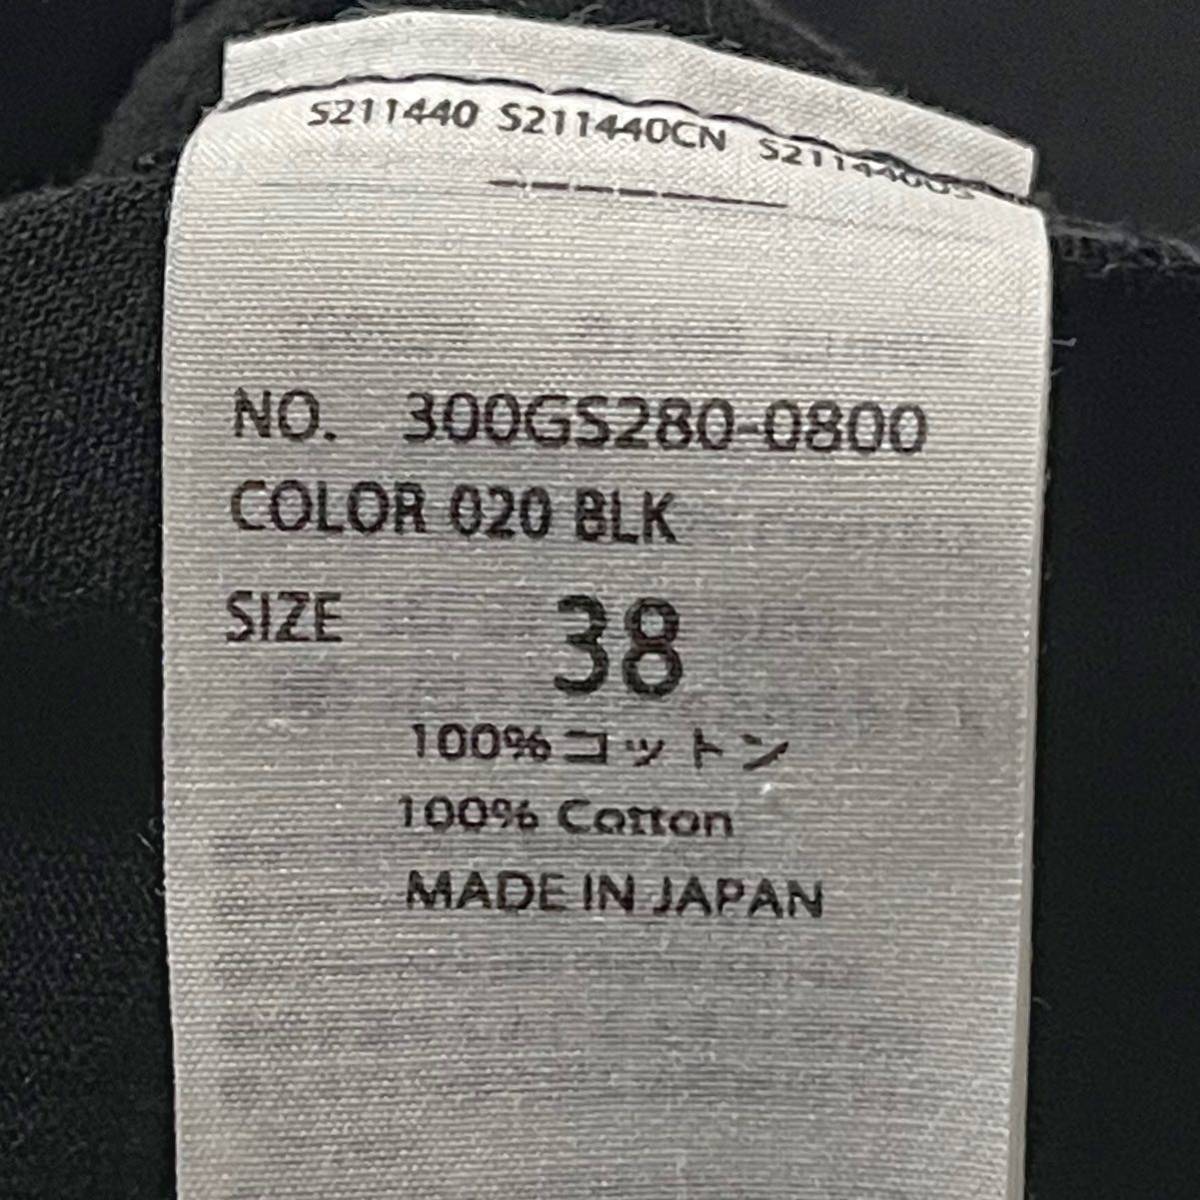 S211440 S211440CN S211440US
NO. 300GS280-0800
COLOR 020 BLK
SIZE 38
100%コットン
100% Cotton
MADE IN JAPAN